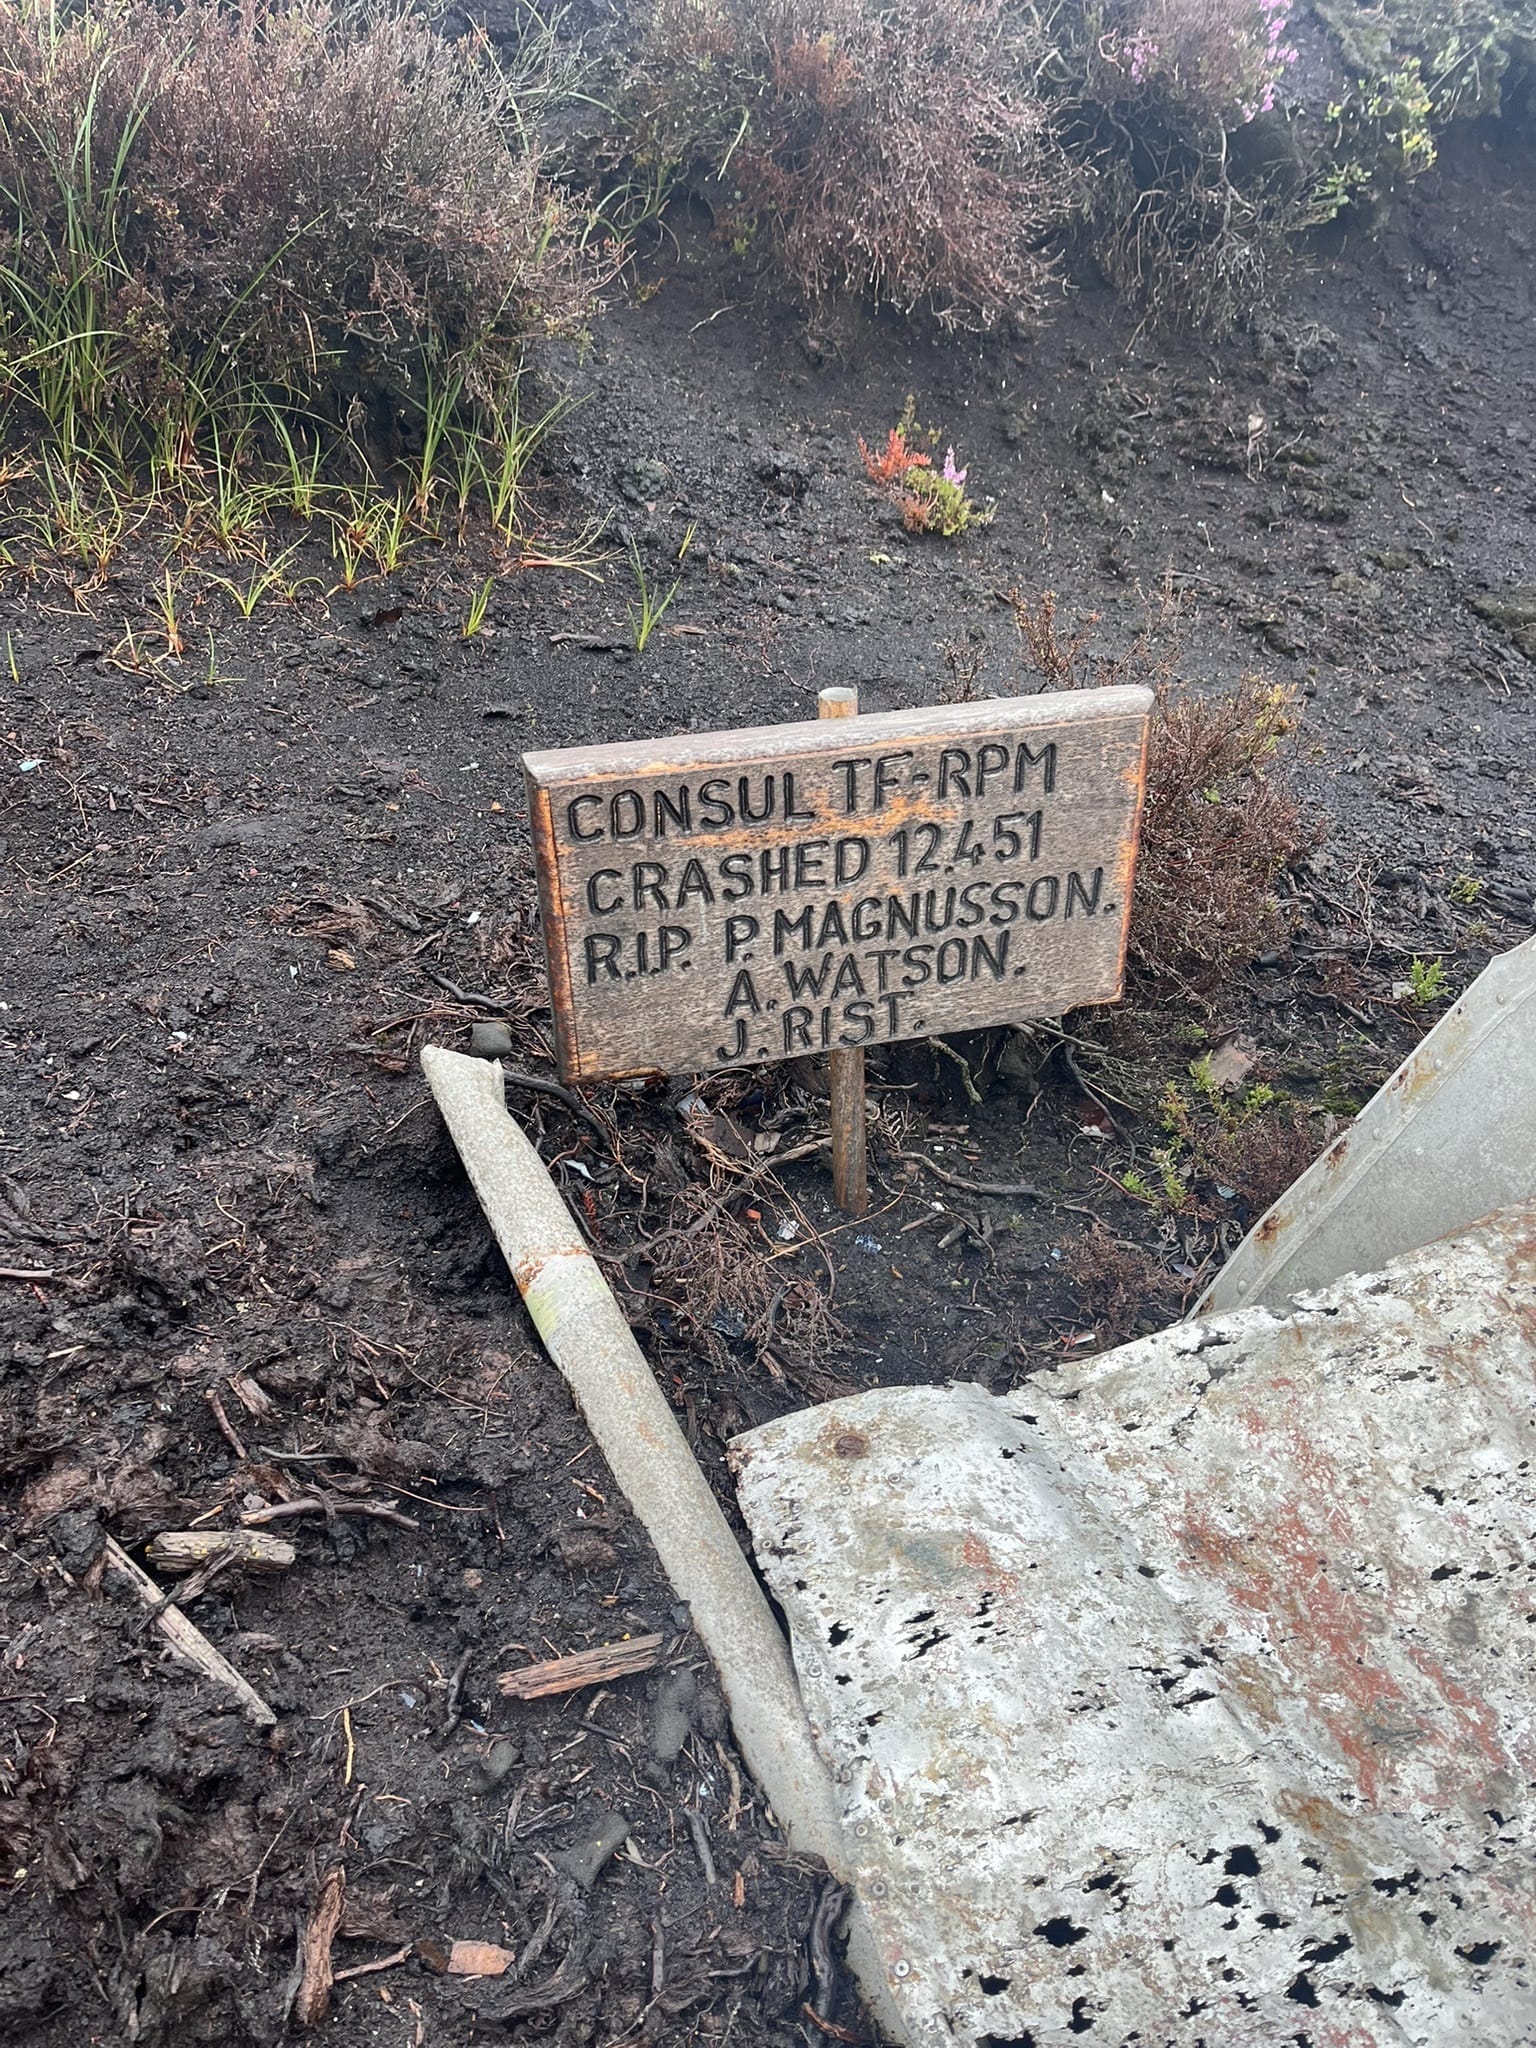 CONSUL TF-RPM
CRASHED 12.4.51
R.I.P. P. MAGNUSSON.
A. WATSON.
J. RIST.